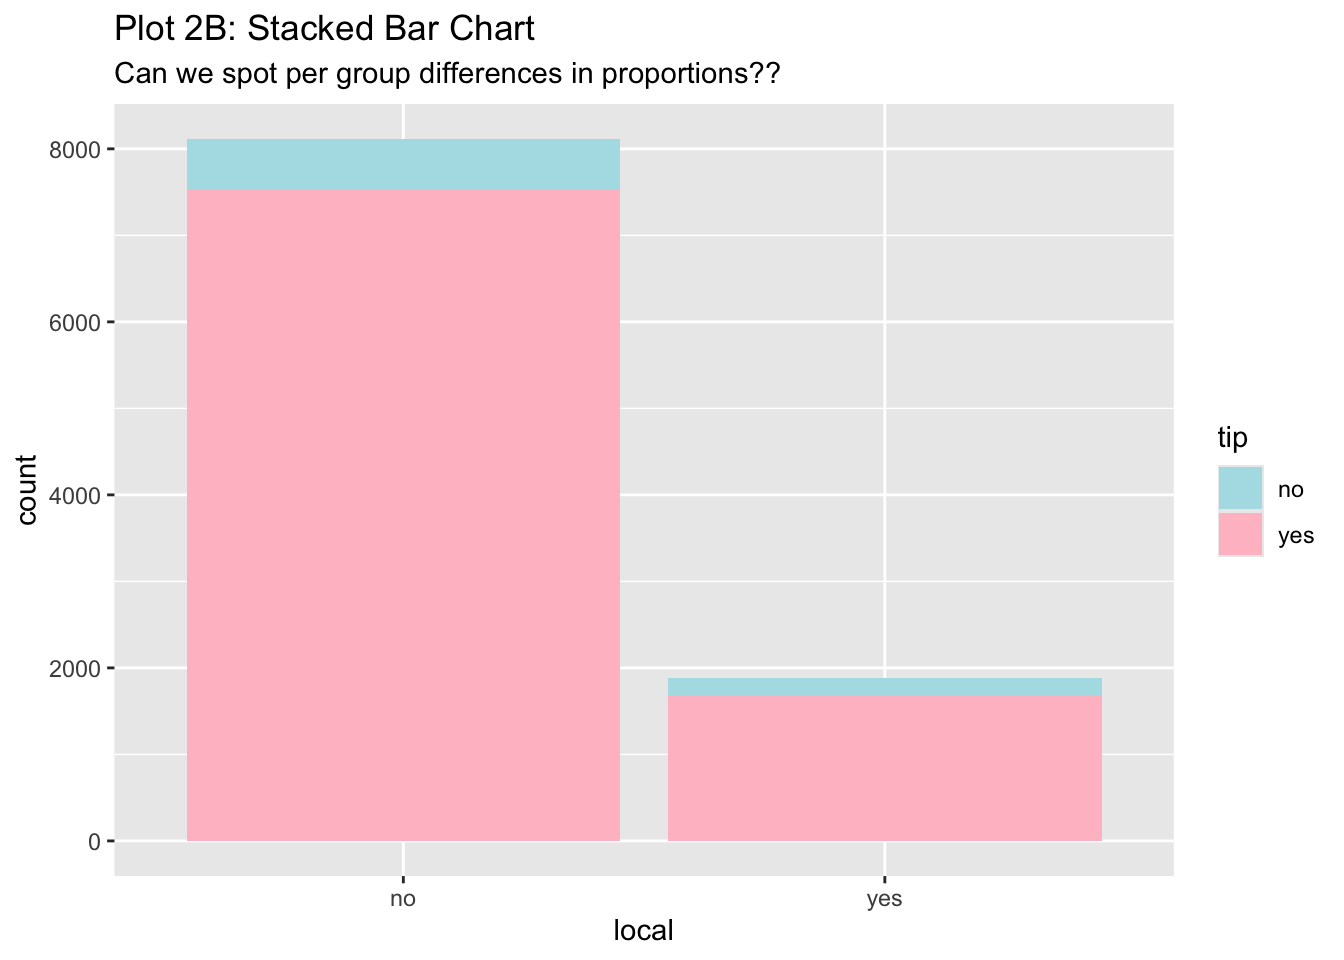 Plot 2B: Stacked Bar Chart
Can we spot per group differences in proportions??
8000
6000
4000
2000
0
count
no
yes
local
tip
no
yes